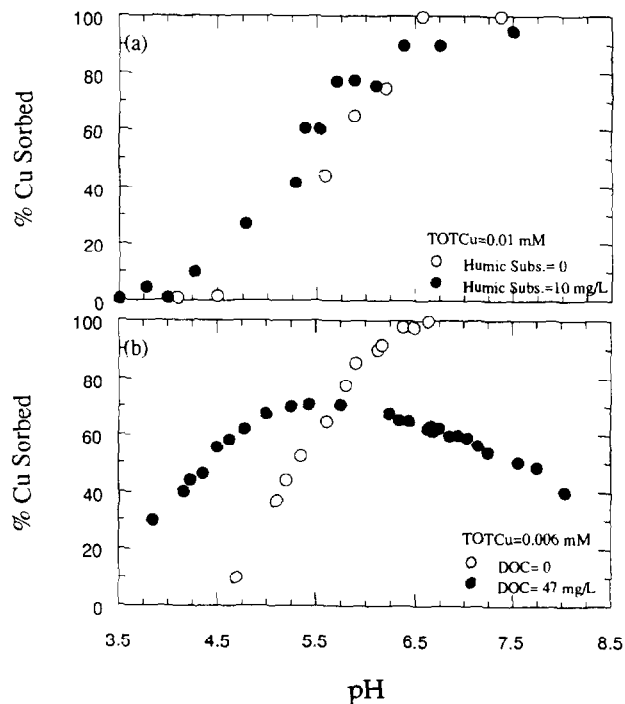 100
(a)
80
60
40
20
0
% Cu Sorbed
TOTCu=0.01 mM
Humic Subs.= 0
Humic Subs.=10 mg/L
100
(b)
80
60
40
20
0
% Cu Sorbed
TOTCu=0.006 mM
DOC= 0
DOC= 47 mg/L
3.5 4.5 5.5 6.5 7.5 8.5
pH